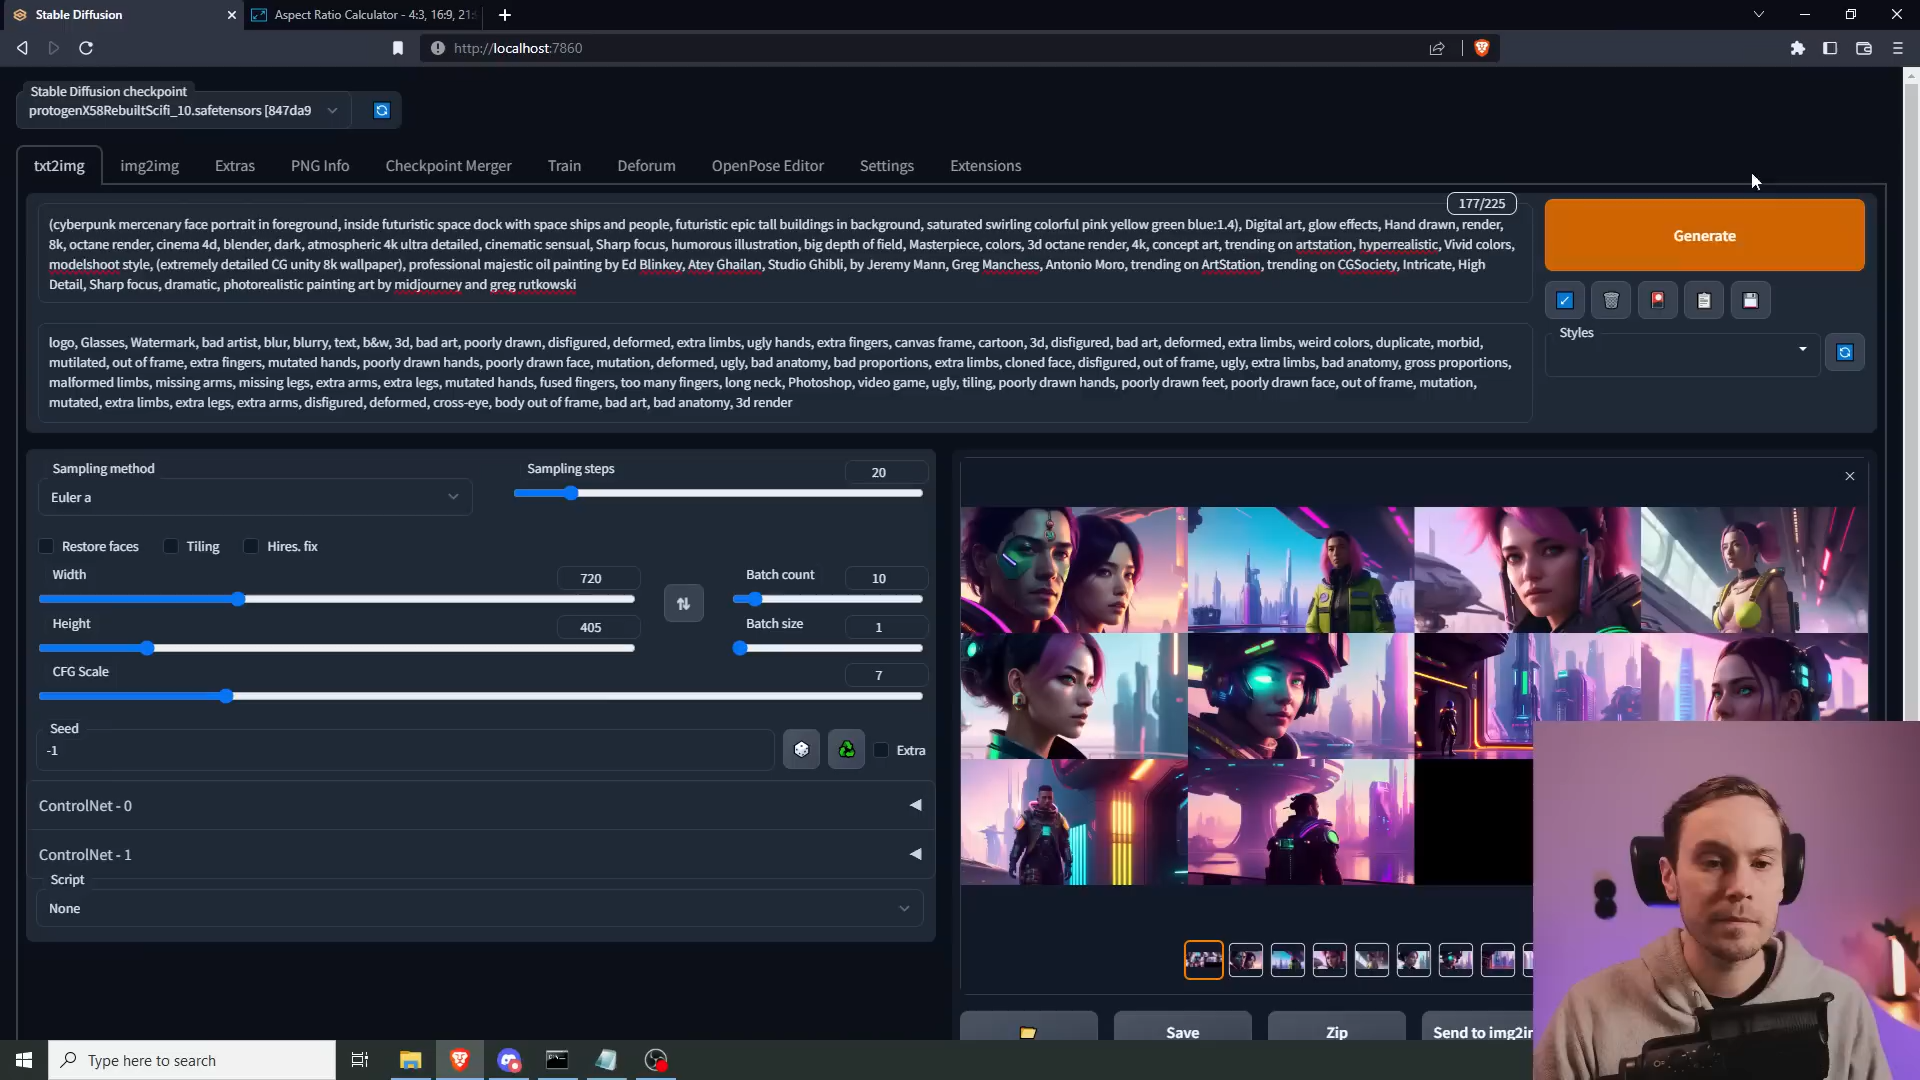 Stable Diffusion
Aspect Ratio Calculator - 4:3, 16:9, 21:
http://localhost:7860
Stable Diffusion checkpoint
protogenX58RebuiltScifi_10.safetensors [847da9
txt2img
img2img
Extras
PNG Info
Checkpoint Merger
Train
Deforum
OpenPose Editor
Settings
Extensions
177/225
(cyberpunk mercenary face portrait in foreground, inside futuristic space dock with space ships and people, futuristic epic tall buildings in background, saturated swirling colorful pink yellow green blue:1.4), Digital art, glow effects, Hand drawn, render,
8k, octane render, cinema 4d, blender, dark, atmospheric 4k ultra detailed, cinematic sensual, Sharp focus, humorous illustration, big depth of field, Masterpiece, colors, 3d octane render, 4k, concept art, trending on artstation, hyperrealistic, Vivid colors,
modelshoot style, (extremely detailed CG unity 8k wallpaper), professional majestic oil painting by Ed Blinkey, Atey Ghailan, Studio Ghibli, by Jeremy Mann, Greg Manchess, Antonio Moro, trending on ArtStation, trending on CGSociety, Intricate, High
Detail, Sharp focus, dramatic, photorealistic painting art by midjourney and greg rutkowski
Generate
logo, Glasses, Watermark, bad artist, blur, blurry, text, b&w, 3d, bad art, poorly drawn, disfigured, deformed, extra limbs, ugly hands, extra fingers, canvas frame, cartoon, 3d, disfigured, bad art, deformed, extra limbs, weird colors, duplicate, morbid,
mutilated, out of frame, extra fingers, mutated hands, poorly drawn hands, poorly drawn face, mutation, deformed, ugly, bad anatomy, bad proportions, extra limbs, cloned face, disfigured, out of frame, ugly, extra limbs, bad anatomy, gross proportions,
malformed limbs, missing arms, missing legs, extra arms, extra legs, mutated hands, fused fingers, too many fingers, long neck, Photoshop, video game, ugly, tiling, poorly drawn hands, poorly drawn feet, poorly drawn face, out of frame, mutation,
mutated, extra limbs, extra legs, extra arms, disfigured, deformed, cross-eye, body out of frame, bad art, bad anatomy, 3d render
Styles
Sampling method
Euler a
Sampling steps
20
Restore faces
Tiling
Hires. fix
Width
720
Batch count
10
Height
405
Batch size
1
CFG Scale
7
Seed
-1
Extra
ControlNet - 0
ControlNet - 1
Script
None
Save
Zip
Send to img2i
Type here to search